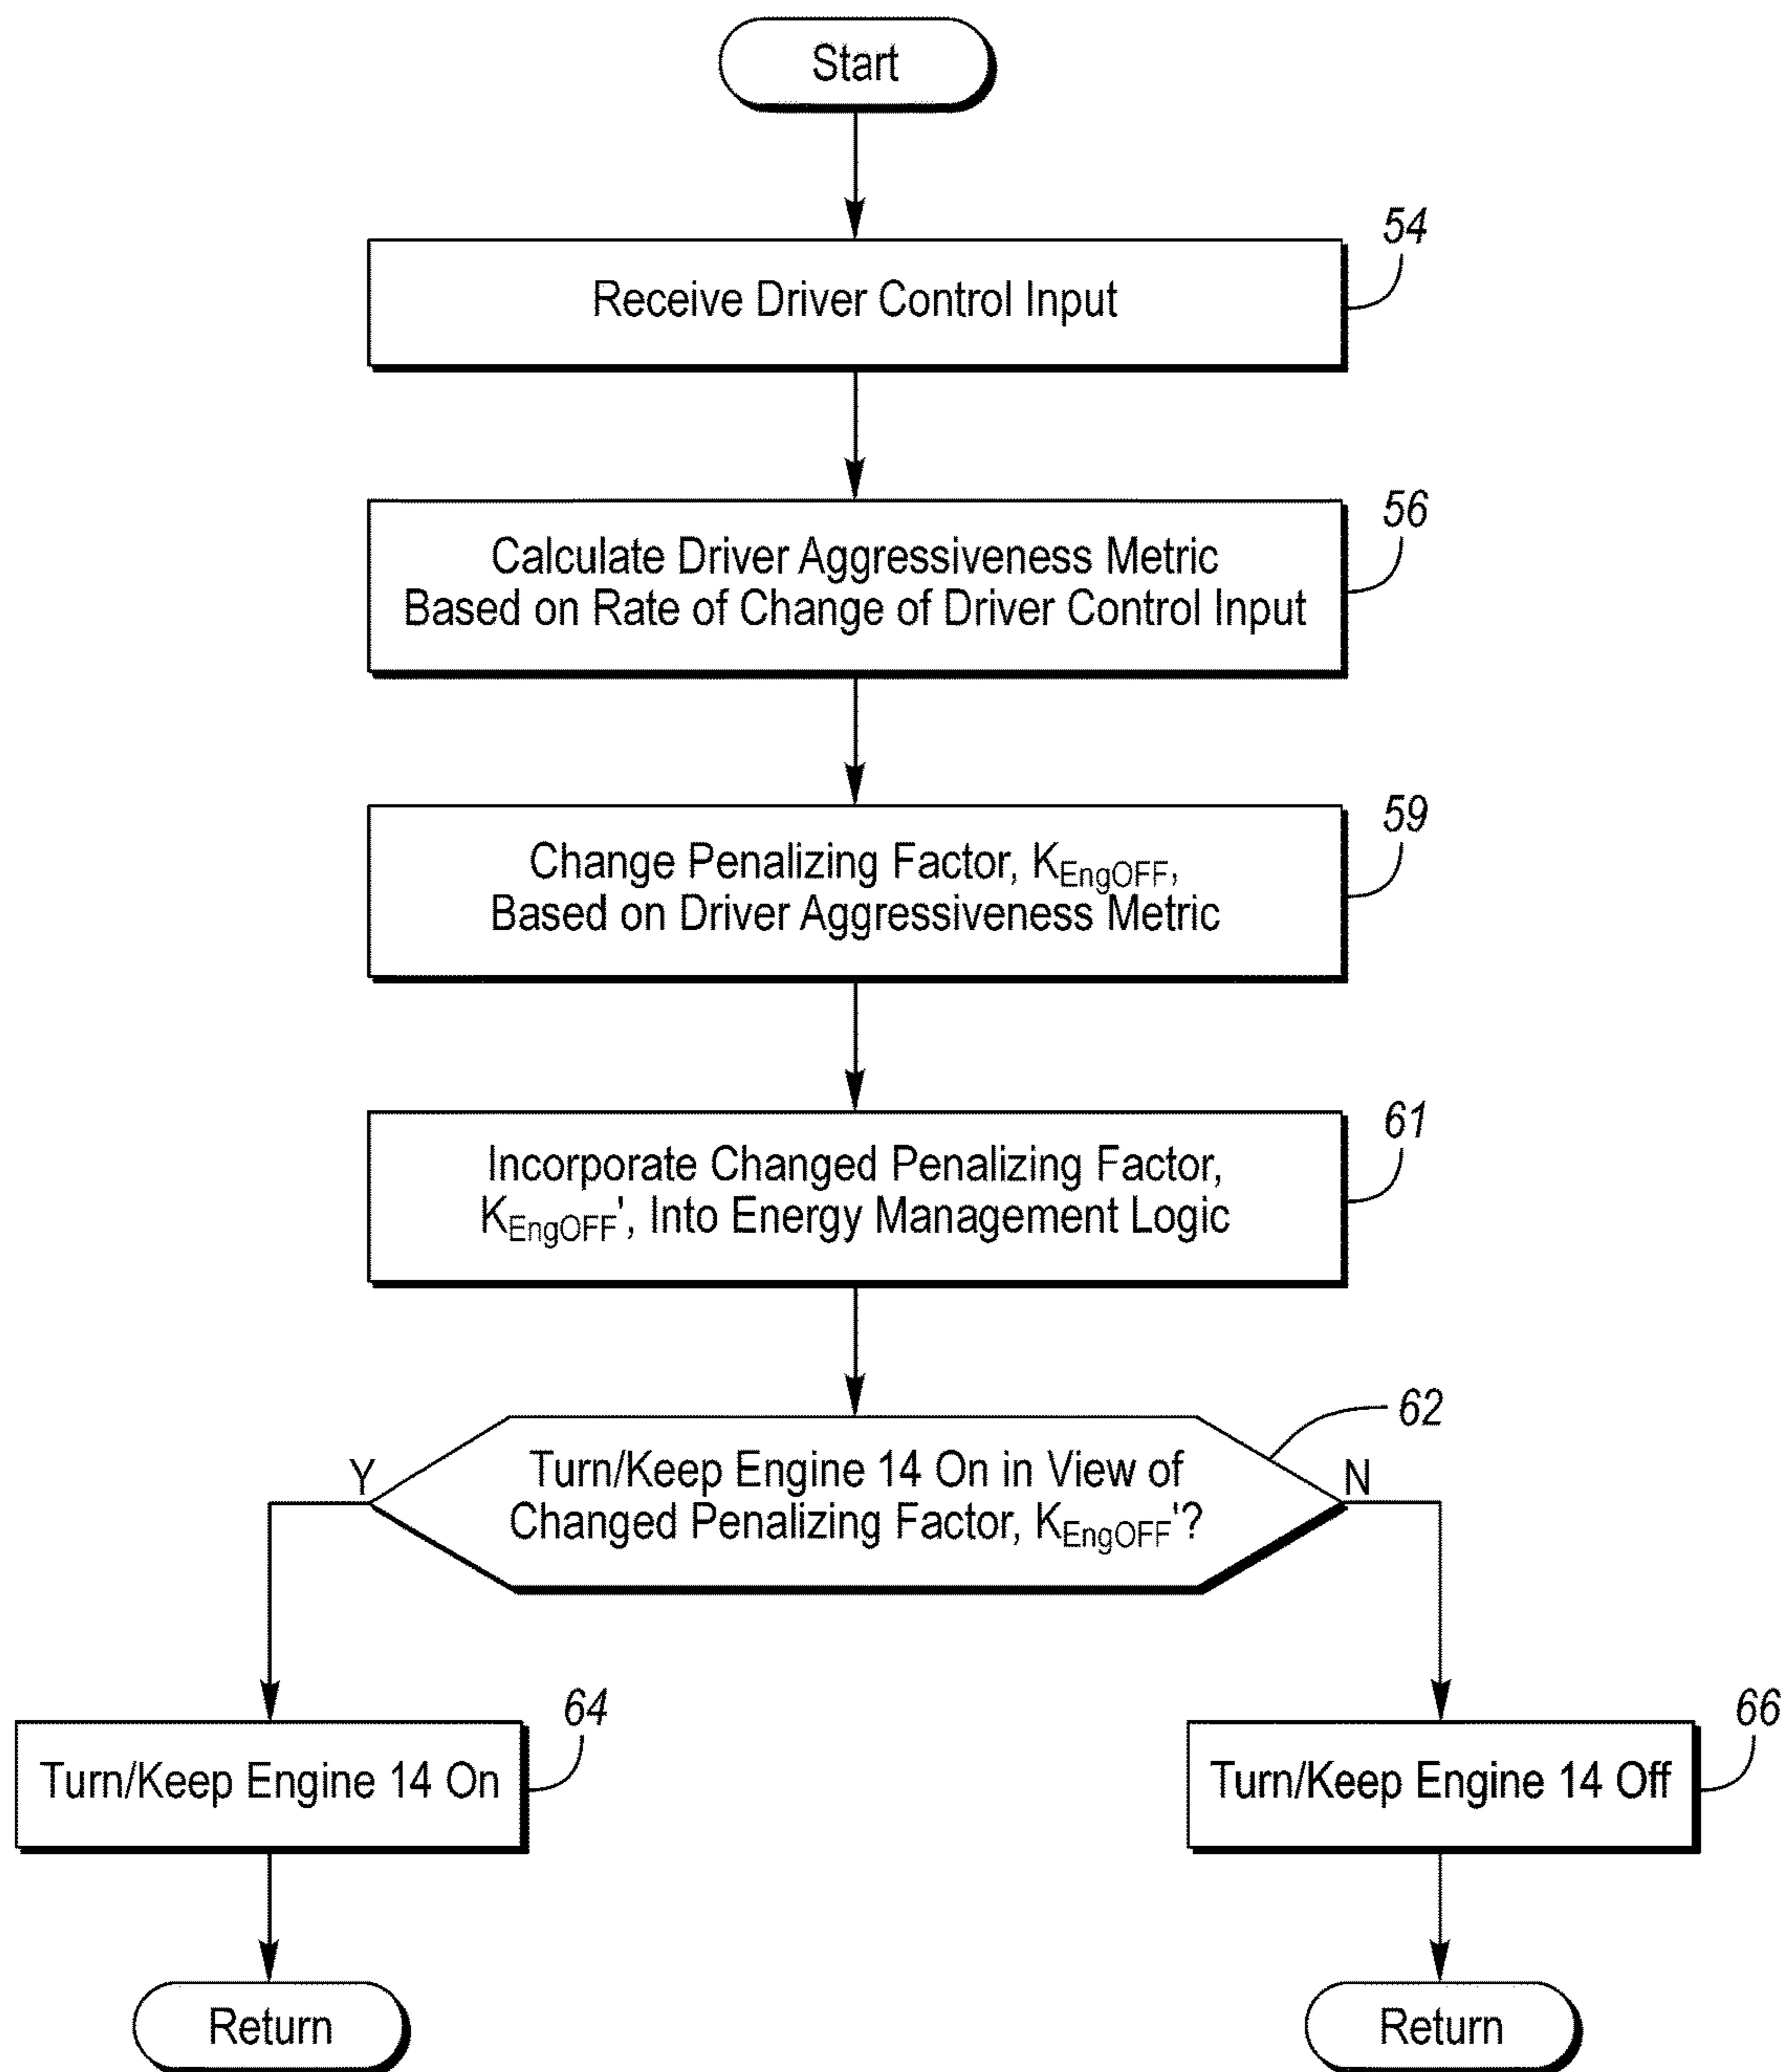 Start
54
Receive Driver Control Input
56
Calculate Driver Aggressiveness Metric
Based on Rate of Change of Driver Control Input
59
Change Penalizing Factor, KEngOFF,
Based on Driver Aggressiveness Metric
61
Incorporate Changed Penalizing Factor,
KEngOFF', Into Energy Management Logic
62
Y
Turn/Keep Engine 14 On in View of
Changed Penalizing Factor, KEngOFF'?
N
64
Turn/Keep Engine 14 On
66
Turn/Keep Engine 14 Off
Return
Return